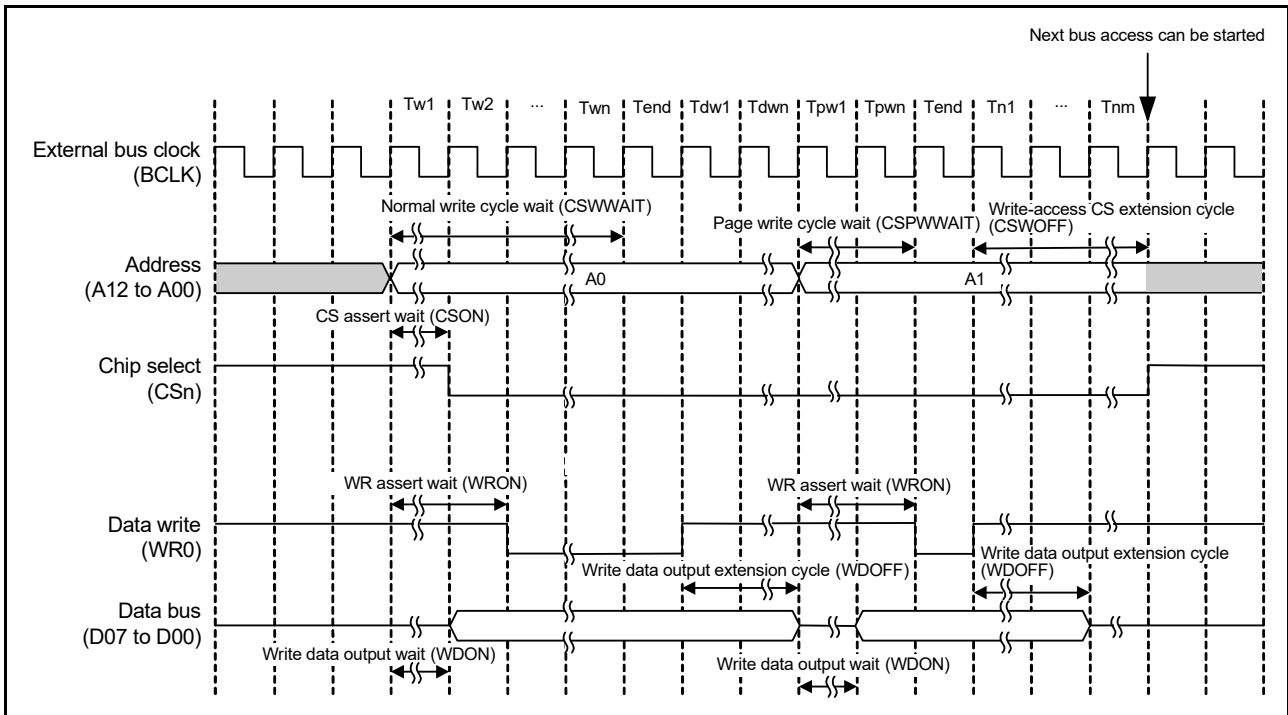 Next bus access can be started
Tw1 Tw2 ... Twn Tend Tdw1 Tdwn Tpw1 Tpwn Tend Tn1 ... Tnm
External bus clock
(BCLK)
Normal write cycle wait (CSWWAIT)
Page write cycle wait (CSPWWAIT)
Write-access CS extension cycle
(CSWOFF)
Address
(A12 to A00)
A0
A1
CS assert wait (CSON)
Chip select
(CSn)
WR assert wait (WRON)
WR assert wait (WRON)
Data write
(WR0)
Write data output extension cycle (WDOFF)
Write data output extension cycle
(WDOFF)
Data bus
(D07 to D00)
Write data output wait (WDON)
Write data output wait (WDON)